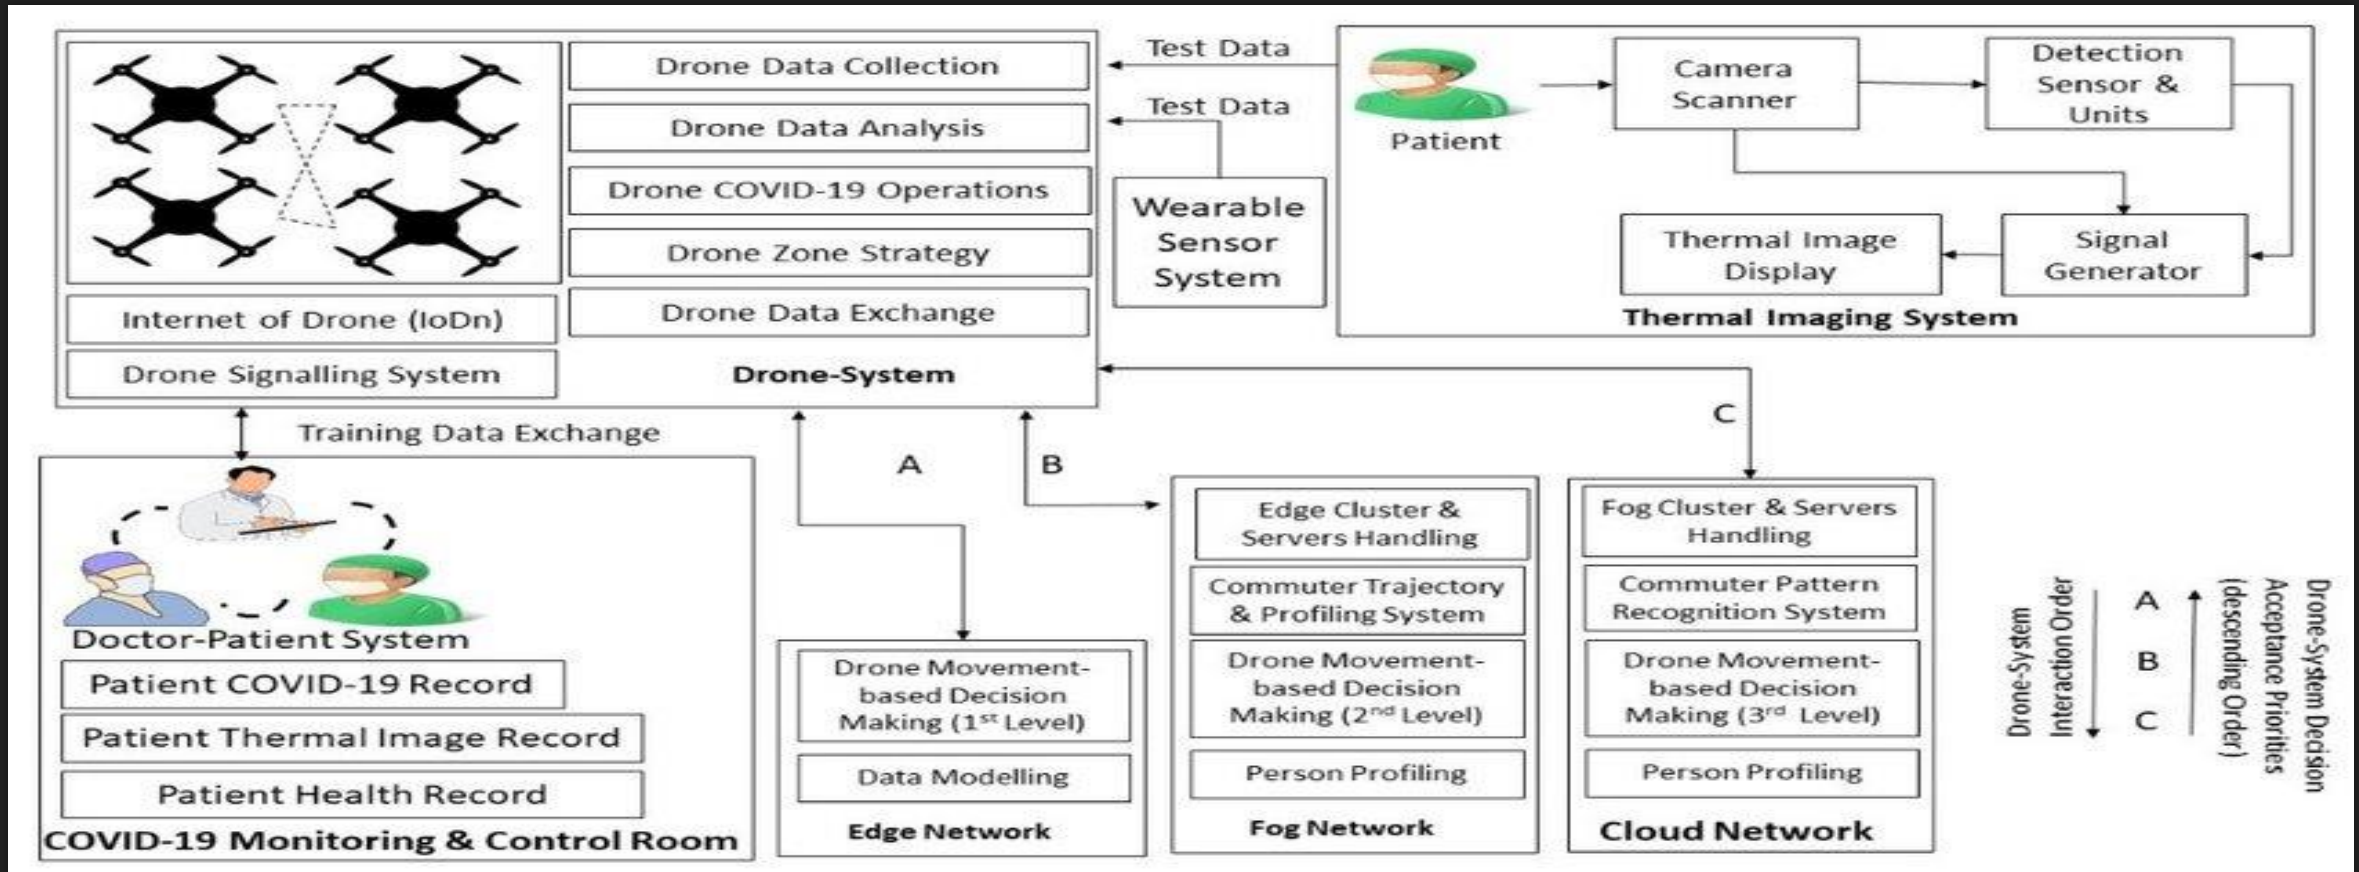 Drone Data Collection
Drone Data Analysis
Drone COVID-19 Operations
Drone Zone Strategy
Drone Data Exchange
Internet of Drone (IoDn)
Drone Signalling System
Drone-System
Test Data
Test Data
Wearable
Sensor
System
Patient
Camera
Scanner
Detection
Sensor &
Units
Thermal Image
Display
Signal
Generator
Thermal Imaging System
Training Data Exchange
A
B
C
Doctor-Patient System
Patient COVID-19 Record
Patient Thermal Image Record
Patient Health Record
COVID-19 Monitoring & Control Room
Drone Movement-
based Decision
Making (1st Level)
Data Modelling
Edge Network
Edge Cluster &
Servers Handling
Commuter Trajectory
& Profiling System
Drone Movement-
based Decision
Making (2nd Level)
Person Profiling
Fog Network
Fog Cluster & Servers
Handling
Commuter Pattern
Recognition System
Drone Movement-
based Decision
Making (3rd Level)
Person Profiling
Cloud Network
Drone-System
Interaction Order
A
B
C
Drone-System Decision
Acceptance Priorities
(descending Order)